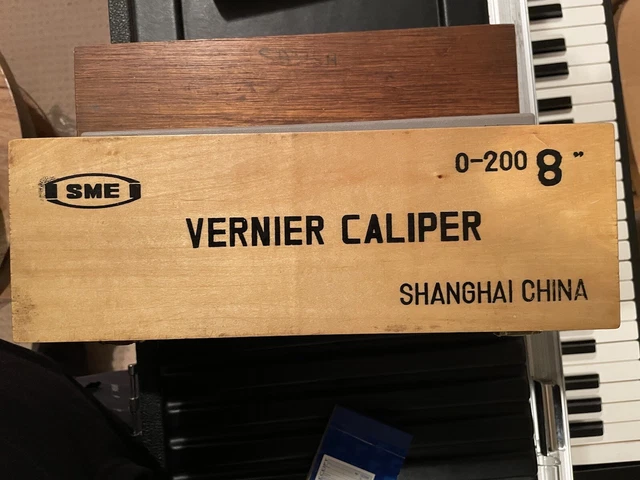 SME
0-200 8"
VERNIER CALIPER
SHANGHAI CHINA